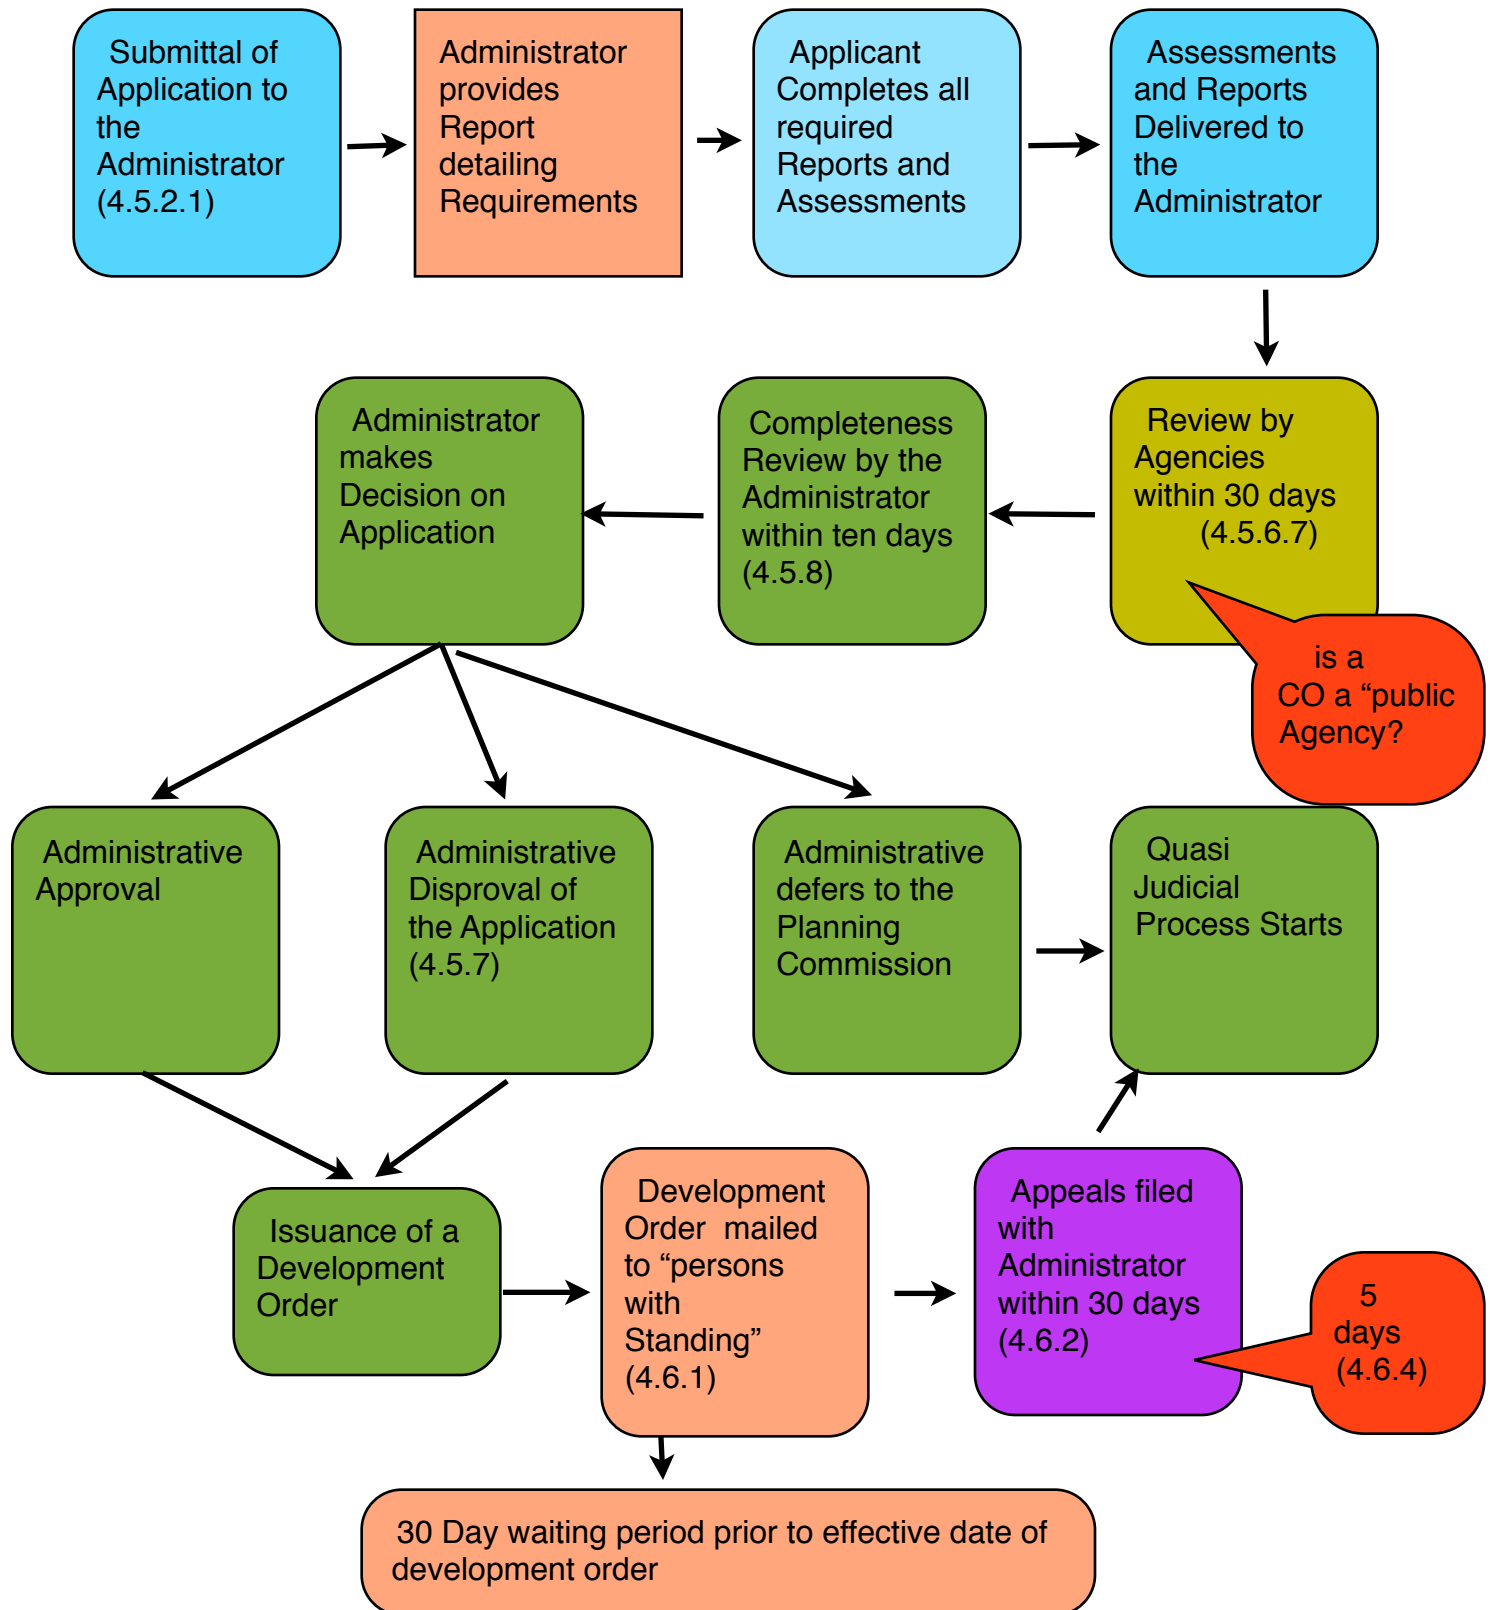 Submittal of
Application to
the
Administrator
(4.5.2.1)
Administrator
provides
Report
detailing
Requirements
Applicant
Completes all
required
Reports and
Assessments
Assessments
and Reports
Delivered to
the
Administrator
Administrator
makes
Decision on
Application
Completeness
Review by the
Administrator
within ten days
(4.5.8)
Review by
Agencies
within 30 days
(4.5.6.7)
is a
CO a “public
Agency?
Administrative
Approval
Administrative
Disproval of
the Application
(4.5.7)
Administrative
defers to the
Planning
Commission
Quasi
Judicial
Process Starts
Issuance of a
Development
Order
Development
Order mailed
to “persons
with
Standing”
(4.6.1)
Appeals filed
with
Administrator
within 30 days
(4.6.2)
5
days
(4.6.4)
30 Day waiting period prior to effective date of
development order